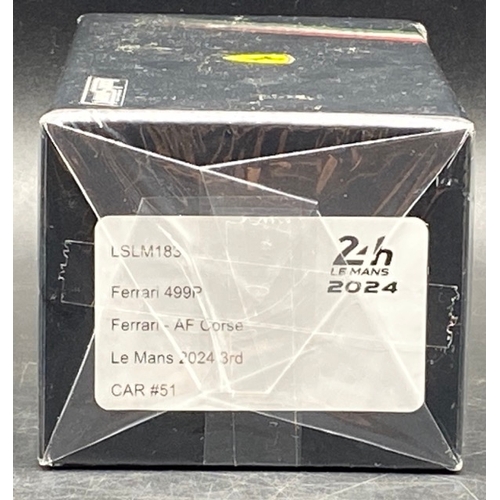 LSLM183
Ferrari 499P
Ferrari - AF Corse
Le Mans 2024 3rd
CAR #51
24h
LE MANS
2024